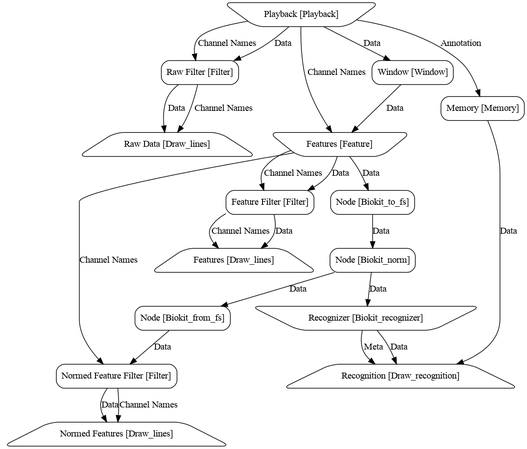 Playback [Playback]
Channel Names
Data
Data
Annotation
Raw Filter [Filter]
Channel Names
Window [Window]
Data
Channel Names
Data
Memory [Memory]
Raw Data [Draw_lines]
Features [Feature]
Channel Names
Data
Data
Feature Filter [Filter]
Node [Biokit_to_fs]
Channel Names
Data
Data
Data
Channel Names
Features [Draw_lines]
Node [Biokit_norm]
Data
Data
Node [Biokit_from_fs]
Recognizer [Biokit_recognizer]
Data
Meta
Data
Normed Feature Filter [Filter]
Recognition [Draw_recognition]
Data
Channel Names
Normed Features [Draw_lines]